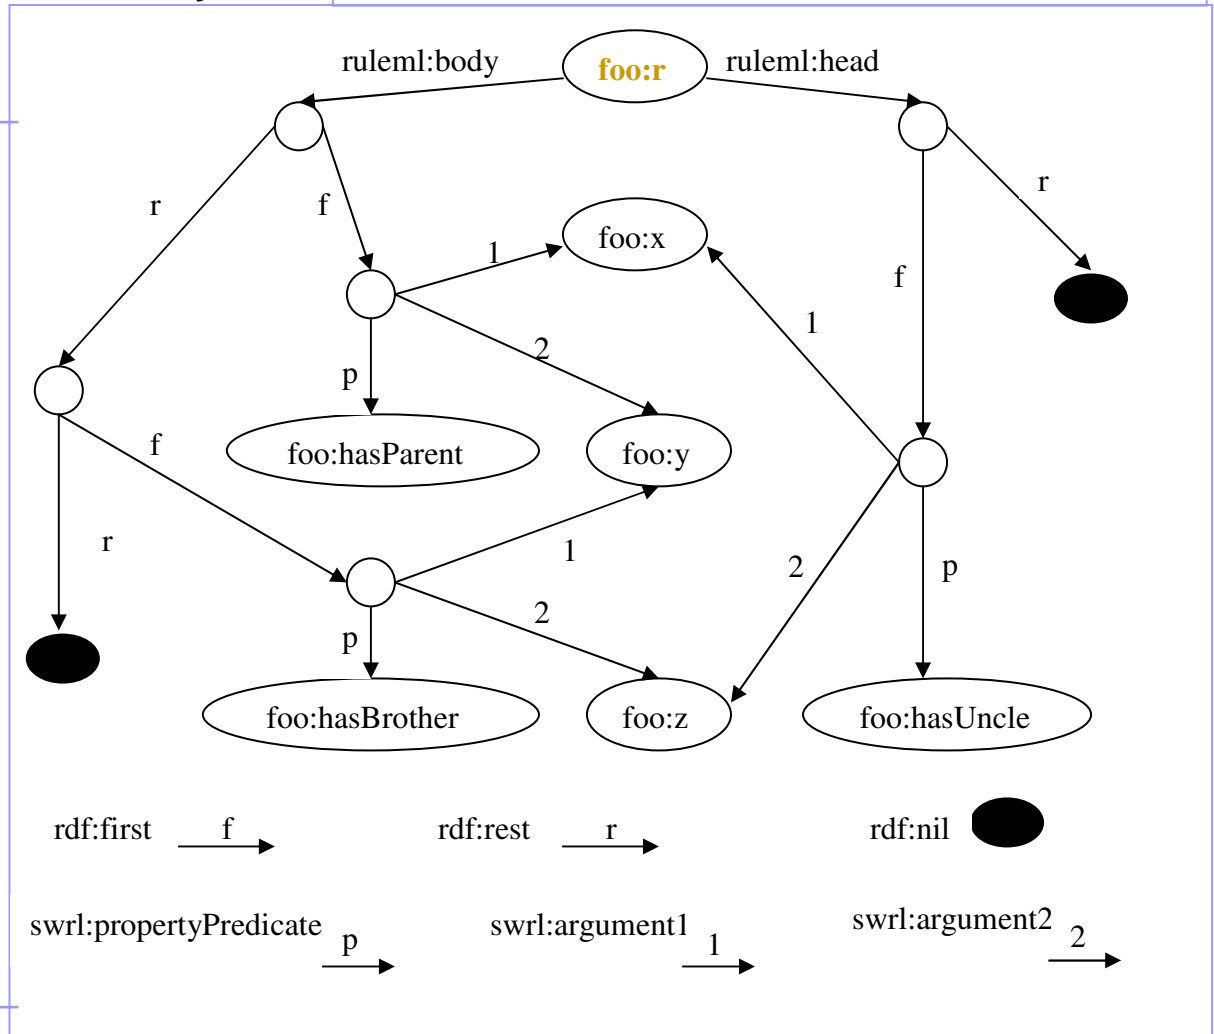 ruleml:body
foo:r
ruleml:head
r
f
1
foo:x
r
f
1
2
p
f
foo:hasParent
foo:y
r
1
2
p
2
p
foo:hasBrother
foo:z
foo:hasUncle
rdf:first f
rdf:rest r
rdf:nil
swrl:propertyPredicate p
swrl:argument1 1
swrl:argument2 2